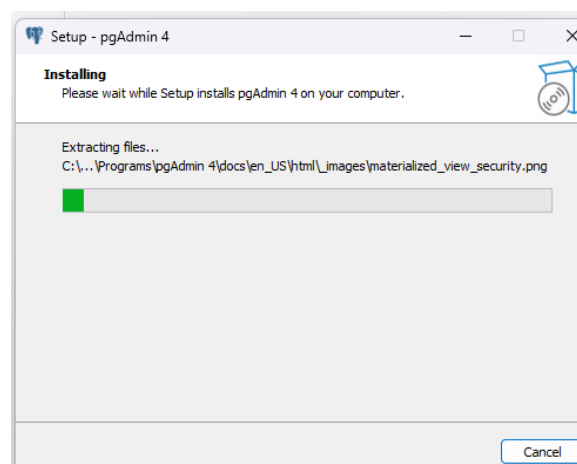 Setup - pgAdmin 4
Installing
Please wait while Setup installs pgAdmin 4 on your computer.
Extracting files...
C:\...\Programs\pgAdmin 4\docs\en_US\html\_images\materialized_view_security.png
Cancel